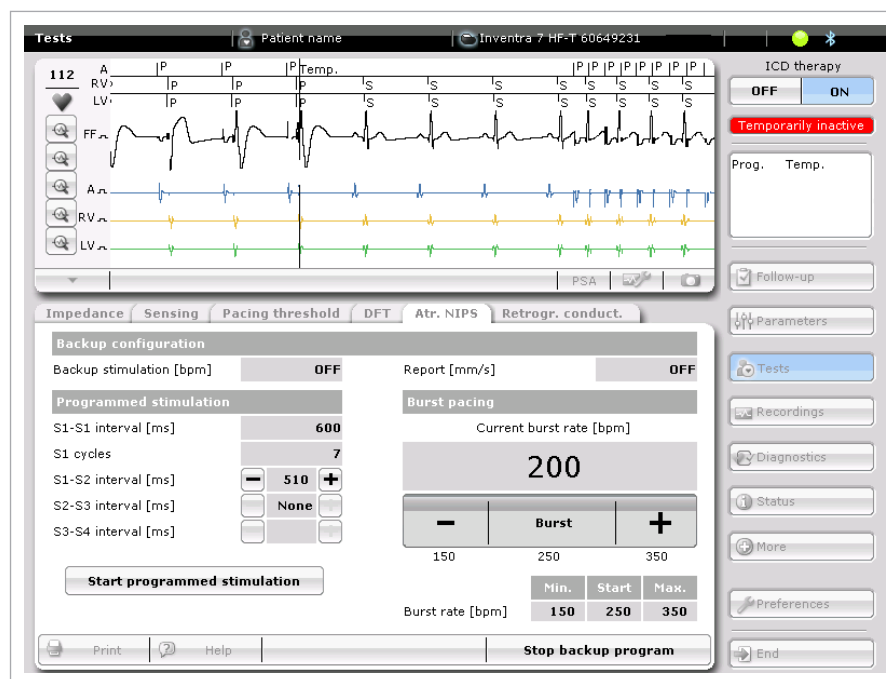 Tests Patient name Inventra 7 HF-T 60649231
112 A P P P Temp. P P P P P P P P
RV P P P S S S S S S S S
LV P P P S S S S S S S S
FF
A
RV
LV
PSA
ICD therapy
OFF ON
Temporarily inactive
Prog. Temp.
Follow-up
Parameters
Tests
Recordings
Diagnostics
Status
More
Preferences
End
Impedance Sensing Pacing threshold DFT Atr. NIPS Retrogr. conduct.
Backup configuration
Backup stimulation [bpm] OFF Report [mm/s] OFF
Programmed stimulation Burst pacing
S1-S1 interval [ms] 600 Current burst rate [bpm]
S1 cycles 7
200
S1-S2 interval [ms] − 510 +
S2-S3 interval [ms] None
S3-S4 interval [ms]
− Burst +
150 250 350
Start programmed stimulation
Min. Start Max.
Burst rate [bpm] 150 250 350
Print Help Stop backup program